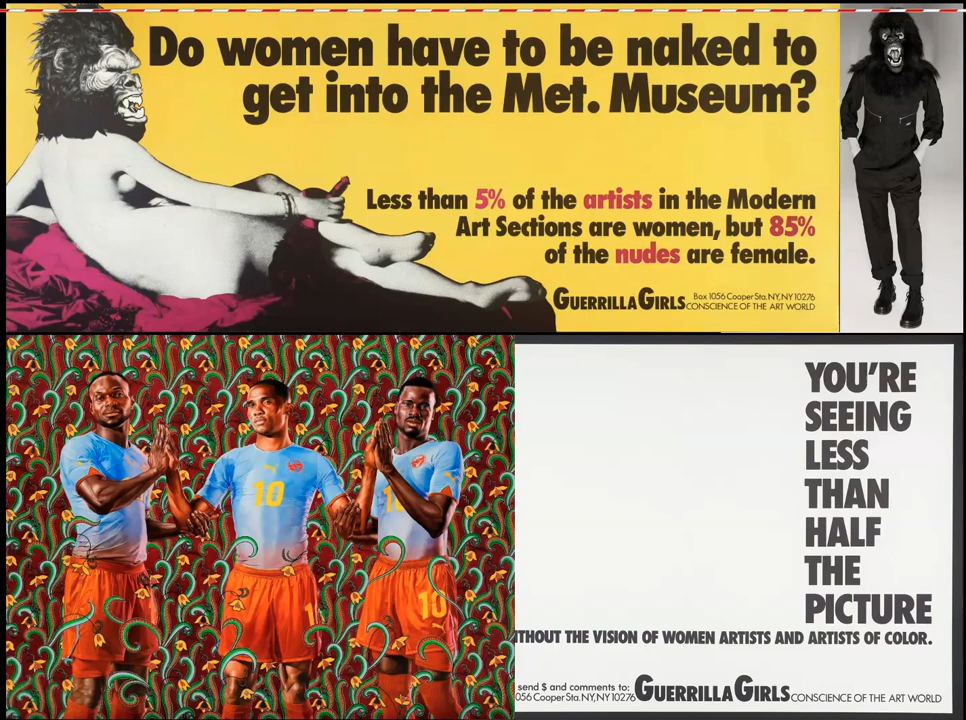 Do women have to be naked to
get into the Met. Museum?
Less than 5% of the artists in the Modern
Art Sections are women, but 85%
of the nudes are female.
GUERRILLA GIRLS
Box 1056 Cooper Sta. NY, NY 10276
CONSCIENCE OF THE ART WORLD
10
1
10
YOU'RE
SEEING
LESS
THAN
HALF
THE
PICTURE
THOUT THE VISION OF WOMEN ARTISTS AND ARTISTS OF COLOR.
send $ and comments to:
056 Cooper Sta. NY, NY 10276 GUERRILLA GIRLS CONSCIENCE OF THE ART WORLD